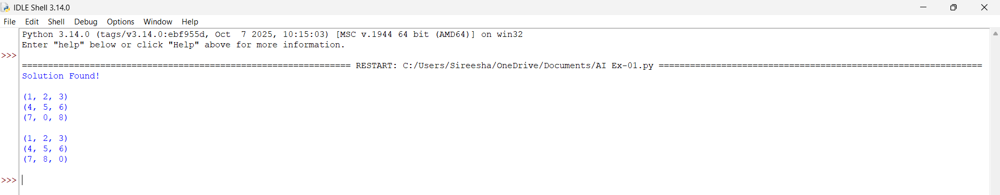 IDLE Shell 3.14.0
File Edit Shell Debug Options Window Help
Python 3.14.0 (tags/v3.14.0:ebf955d, Oct  7 2025, 10:15:03) [MSC v.1944 64 bit (AMD64)] on win32
Enter "help" below or click "Help" above for more information.
>>>
=============================================================== RESTART: C:/Users/Sireesha/OneDrive/Documents/AI Ex-01.py ==============================================================
Solution Found!
(1, 2, 3)
(4, 5, 6)
(7, 0, 8)
(1, 2, 3)
(4, 5, 6)
(7, 8, 0)
>>>